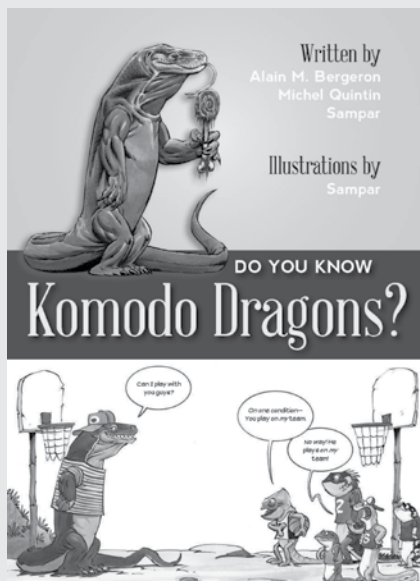 Written by
Alain M. Bergeron
Michel Quintin
Sampar
Illustrations by
Sampar
DO YOU KNOW
Komodo Dragons?
Can I play with
you guys?
On one condition—
You play on my team.
No way! He
plays on my
team!
2